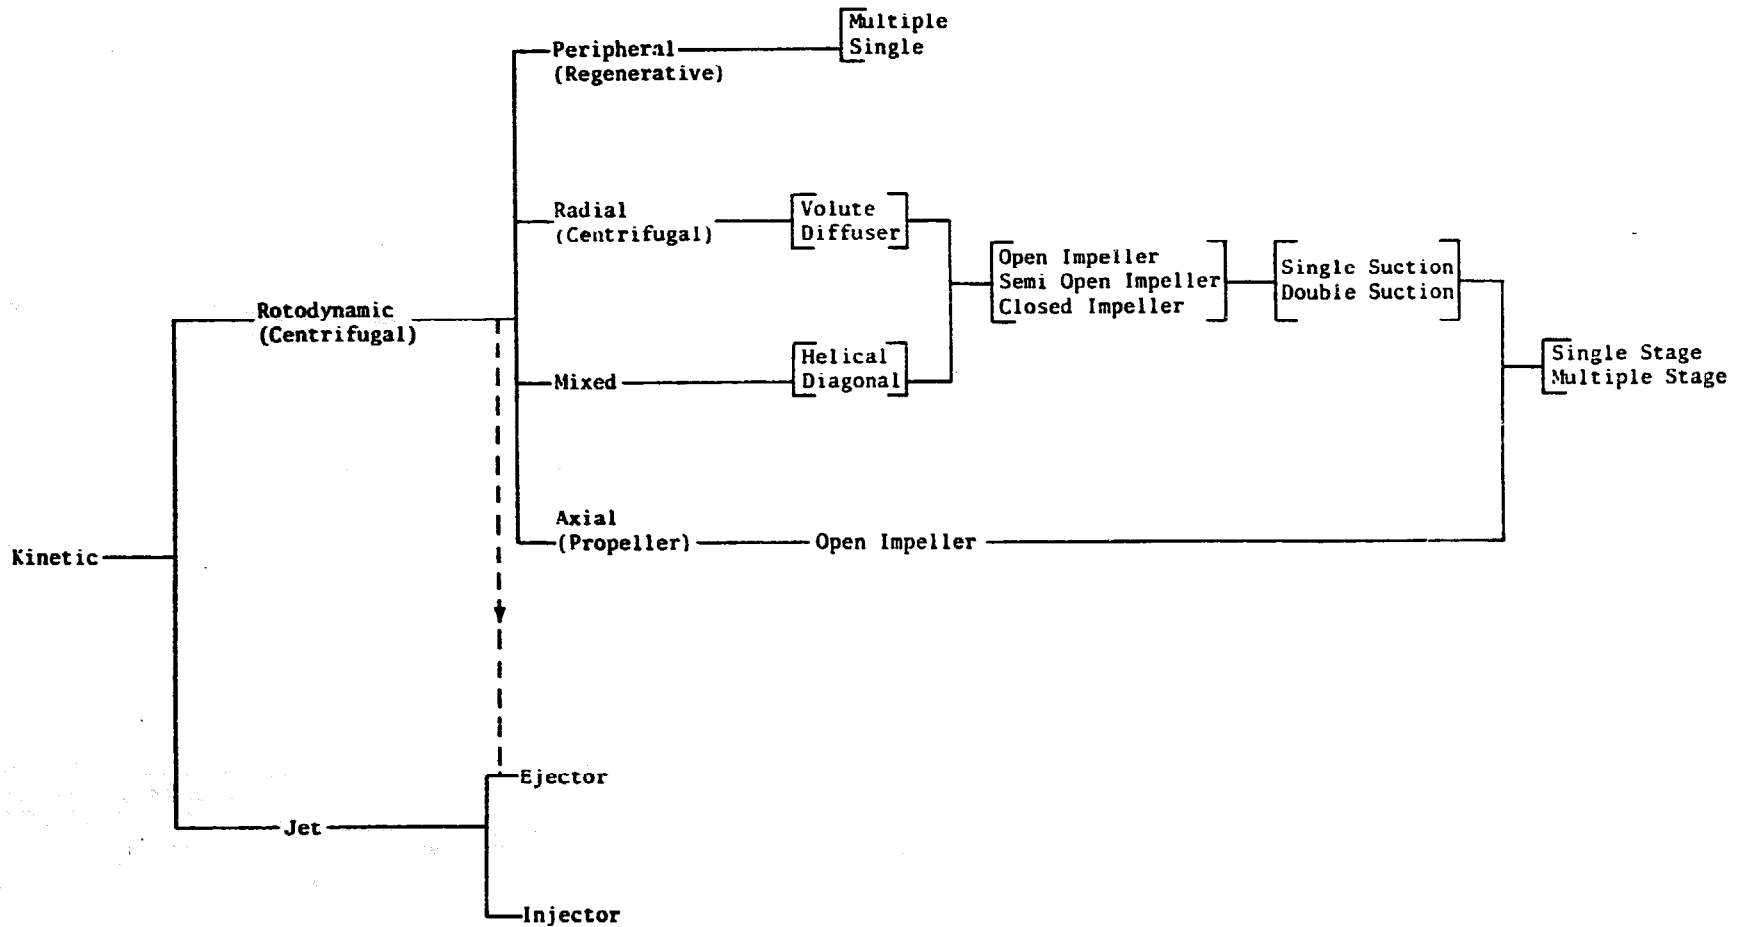 Multiple
Single
Peripheral
(Regenerative)
Radial
(Centrifugal)
Volute
Diffuser
Open Impeller
Semi Open Impeller
Closed Impeller
Single Suction
Double Suction
Rotodynamic
(Centrifugal)
Helical
Diagonal
Mixed
Single Stage
Multiple Stage
Axial
(Propeller)
Open Impeller
Kinetic
Ejector
Jet
Injector